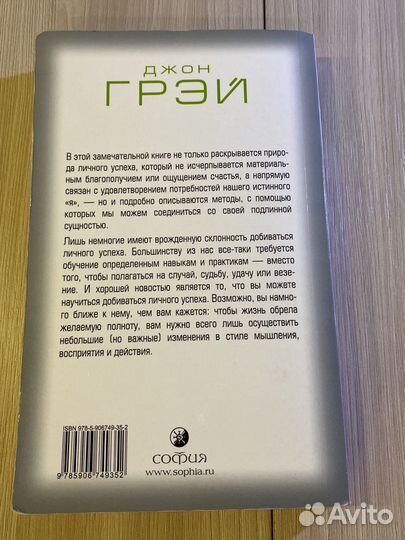 ДЖОН
ГРЭЙ
В этой замечательной книге не только раскрывается приро-
да личного успеха, который не исчерпывается материаль-
ным благополучием или ощущением счастья, а напрямую
связан с удовлетворением потребностей нашего истинного
«я», — но и подробно описываются методы, с помощью
которых мы можем соединиться со своей подлинной
сущностью.
Лишь немногие имеют врожденную склонность добиваться
личного успеха. Большинству из нас все-таки требуется
обучение определенным навыкам и практикам — вместо
того, чтобы полагаться на случай, судьбу, удачу или везе-
ние. И хорошей новостью является то, что вы можете
научиться добиваться личного успеха. Возможно, вы намно-
го ближе к нему, чем вам кажется: чтобы жизнь обрела
желаемую полноту, вам нужно всего лишь осуществить
небольшие (но важные) изменения в стиле мышления,
восприятия и действия.
ISBN 978-5-906749-35-2
9 785906 749352
СОФИЯ
www.sophia.ru
Avito